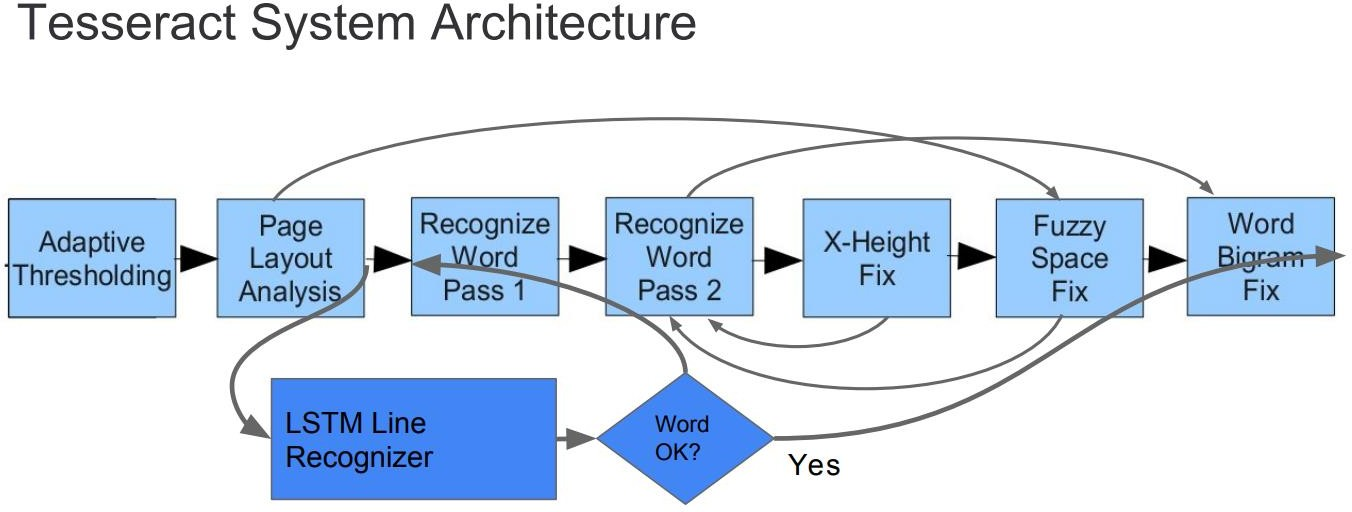 Tesseract System Architecture
Adaptive
Thresholding
Page
Layout
Analysis
Recognize
Word
Pass 1
Recognize
Word
Pass 2
X-Height
Fix
Fuzzy
Space
Fix
Word
Bigram
Fix
LSTM Line
Recognizer
Word
OK?
Yes